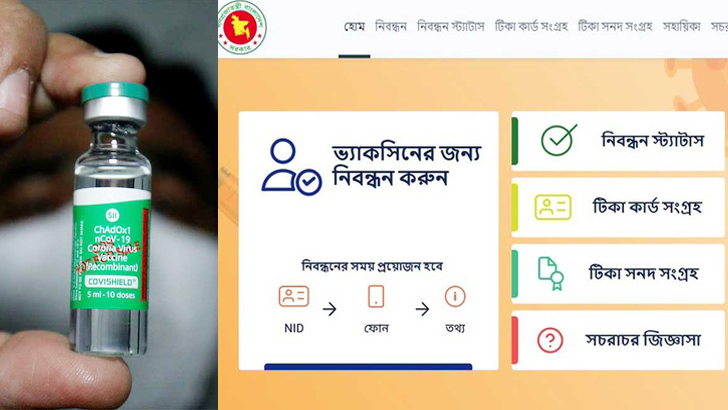 SII
ChAdOx1
nCoV-19
Corona Virus
Vaccine
(Recombinant)
COVISHIELD
5 ml - 10 doses
হোম নিবন্ধন নিবন্ধন স্ট্যাটাস টিকা কার্ড সংগ্রহ টিকা সনদ সংগ্রহ সহায়িকা
ভ্যাকসিনের জন্য
নিবন্ধন করুন
নিবন্ধনের সময় প্রয়োজন হবে
NID ফোন তথ্য
নিবন্ধন স্ট্যাটাস
টিকা কার্ড সংগ্রহ
টিকা সনদ সংগ্রহ
সচরাচর জিজ্ঞাসা